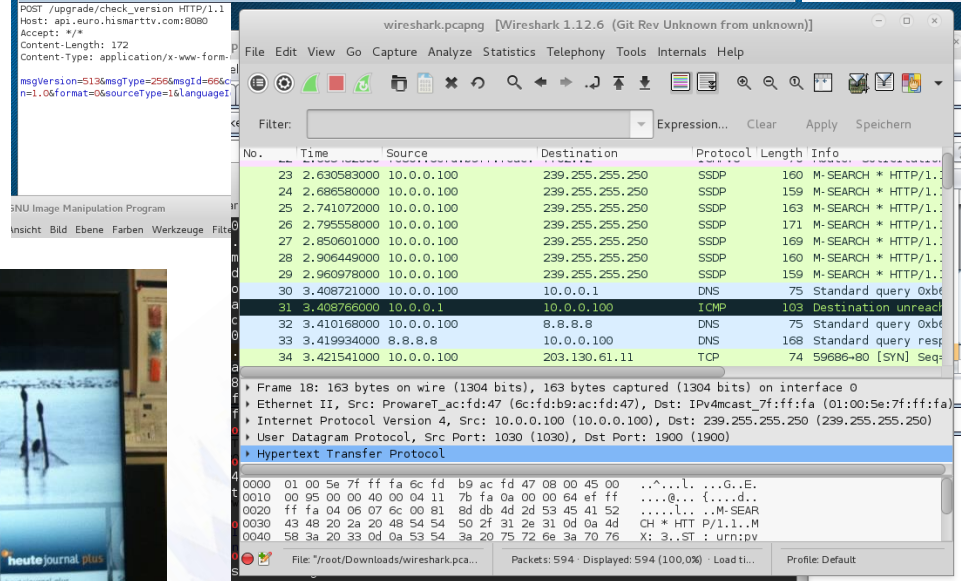 POST /upgrade/check_version HTTP/1.1
Host: api.euro.hismarttv.com:8080
Accept: */*
Content-Length: 172
Content-Type: application/x-www-form-
msgVersion=513&msgType=256&msgId=66&c
n=1.0&format=0&sourceType=1&languageI
GNU Image Manipulation Program
Ansicht Bild Ebene Farben Werkzeuge Filte
heute journal plus
wireshark.pcapng [Wireshark 1.12.6 (Git Rev Unknown from unknown)]
File Edit View Go Capture Analyze Statistics Telephony Tools Internals Help
Filter: Expression... Clear Apply Speichern
No. Time Source Destination Protocol Length Info
23 2.630583000 10.0.0.100 239.255.255.250 SSDP 160 M-SEARCH * HTTP/1.1
24 2.686580000 10.0.0.100 239.255.255.250 SSDP 159 M-SEARCH * HTTP/1.1
25 2.741072000 10.0.0.100 239.255.255.250 SSDP 163 M-SEARCH * HTTP/1.1
26 2.795558000 10.0.0.100 239.255.255.250 SSDP 171 M-SEARCH * HTTP/1.1
27 2.850601000 10.0.0.100 239.255.255.250 SSDP 169 M-SEARCH * HTTP/1.1
28 2.906449000 10.0.0.100 239.255.255.250 SSDP 160 M-SEARCH * HTTP/1.1
29 2.960978000 10.0.0.100 239.255.255.250 SSDP 159 M-SEARCH * HTTP/1.1
30 3.408721000 10.0.0.100 10.0.0.1 DNS 75 Standard query 0xb6
31 3.408766000 10.0.0.1 10.0.0.100 ICMP 103 Destination unreach
32 3.410168000 10.0.0.100 8.8.8.8 DNS 75 Standard query 0xb6
33 3.419934000 8.8.8.8 10.0.0.100 DNS 168 Standard query resp
34 3.421541000 10.0.0.100 203.130.61.11 TCP 74 59686→80 [SYN] Seq=
Frame 18: 163 bytes on wire (1304 bits), 163 bytes captured (1304 bits) on interface 0
Ethernet II, Src: ProwareT_ac:fd:47 (6c:fd:b9:ac:fd:47), Dst: IPv4mcast_7f:ff:fa (01:00:5e:7f:ff:fa)
Internet Protocol Version 4, Src: 10.0.0.100 (10.0.0.100), Dst: 239.255.255.250 (239.255.255.250)
User Datagram Protocol, Src Port: 1030 (1030), Dst Port: 1900 (1900)
Hypertext Transfer Protocol
0000 01 00 5e 7f ff fa 6c fd b9 ac fd 47 08 00 45 00 ..^...l. ...G..E.
0010 00 95 00 00 40 00 04 11 7b fa 0a 00 00 64 ef ff ....@... {....d..
0020 ff fa 04 06 07 6c 00 81 8d db 4d 2d 53 45 41 52 .....l.. ..M-SEAR
0030 43 48 20 2a 20 48 54 54 50 2f 31 2e 31 0d 0a 4d CH * HTT P/1.1..M
0040 58 3a 20 33 0d 0a 53 54 3a 20 75 72 6e 3a 70 76 X: 3..ST : urn:pv
File: "/root/Downloads/wireshark.pca... Packets: 594 · Displayed: 594 (100,0%) · Load ti... Profile: Default